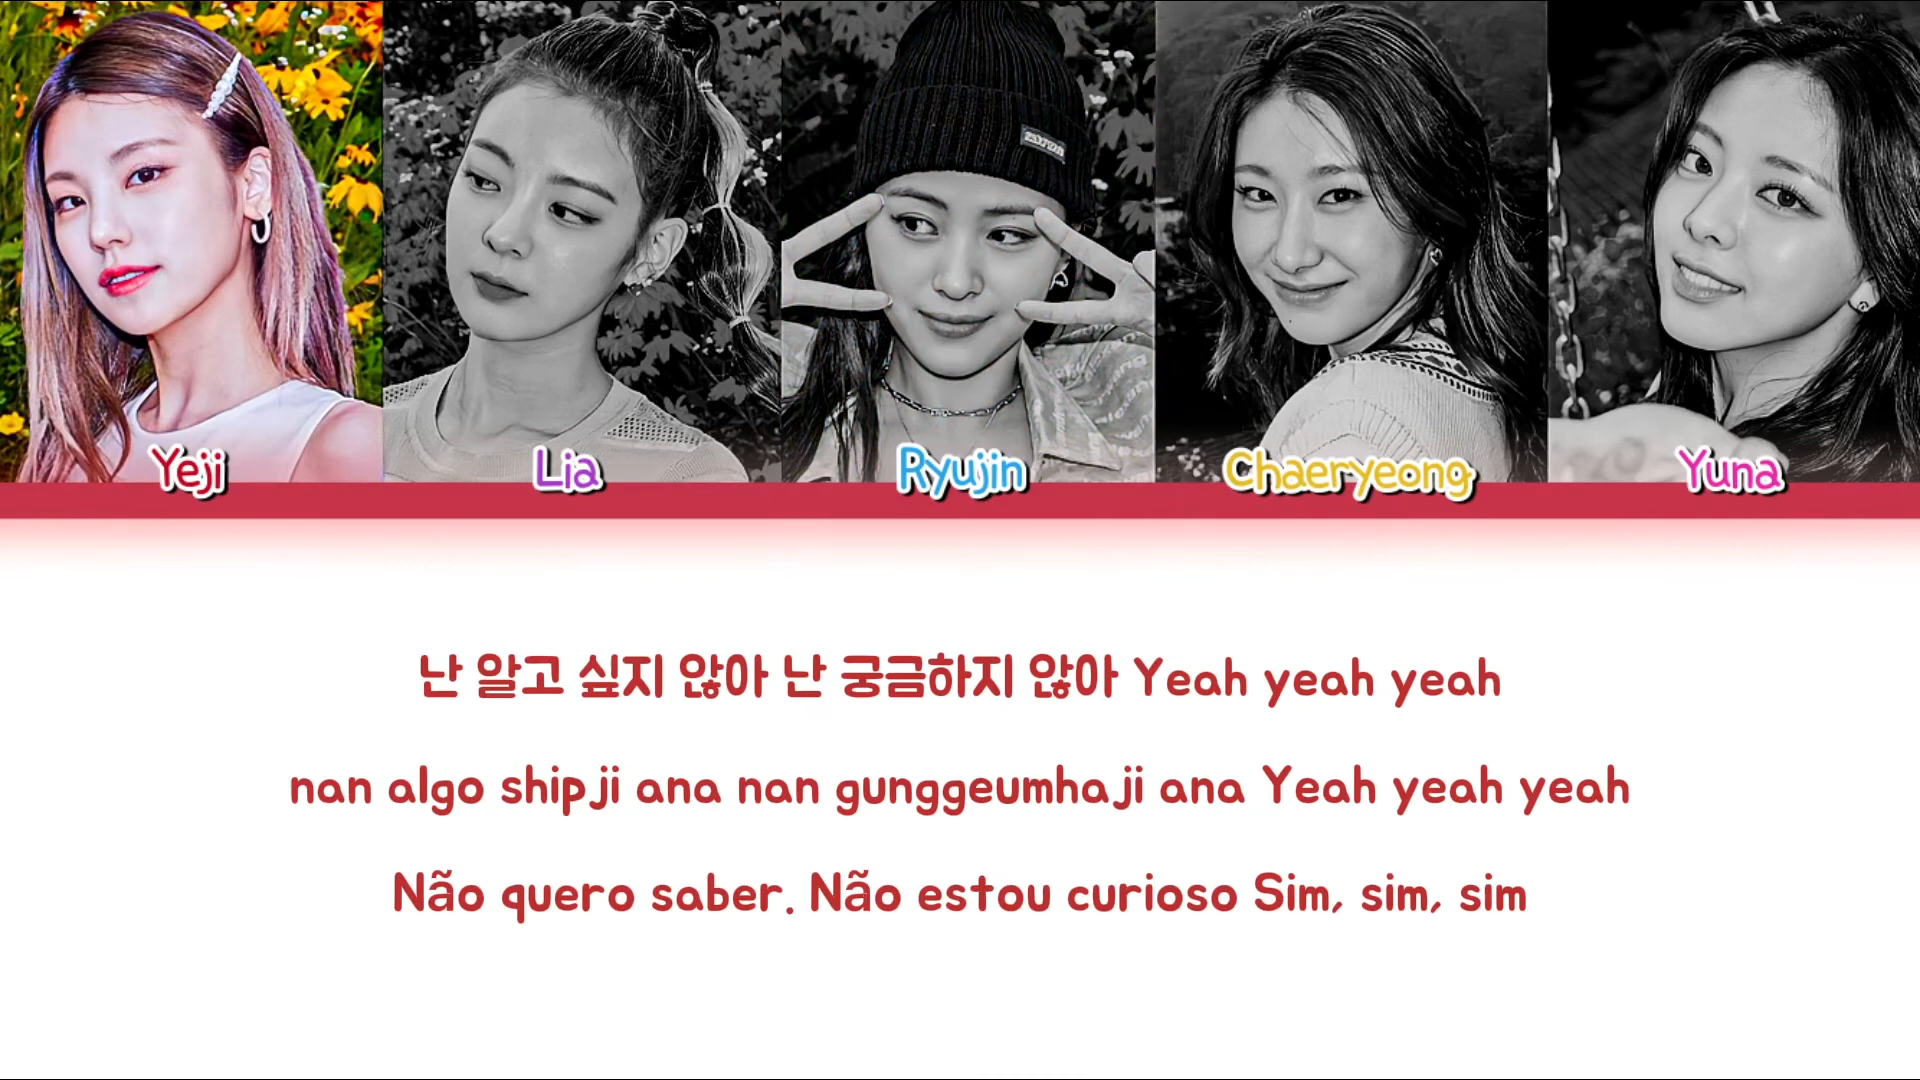 Yeji
Lia
Ryujin
Chaeryeong
Yuna
난 알고 싶지 않아 난 궁금하지 않아 Yeah yeah yeah
nan algo shipji ana nan gunggeumhaji ana Yeah yeah yeah
Não quero saber. Não estou curioso Sim, sim, sim